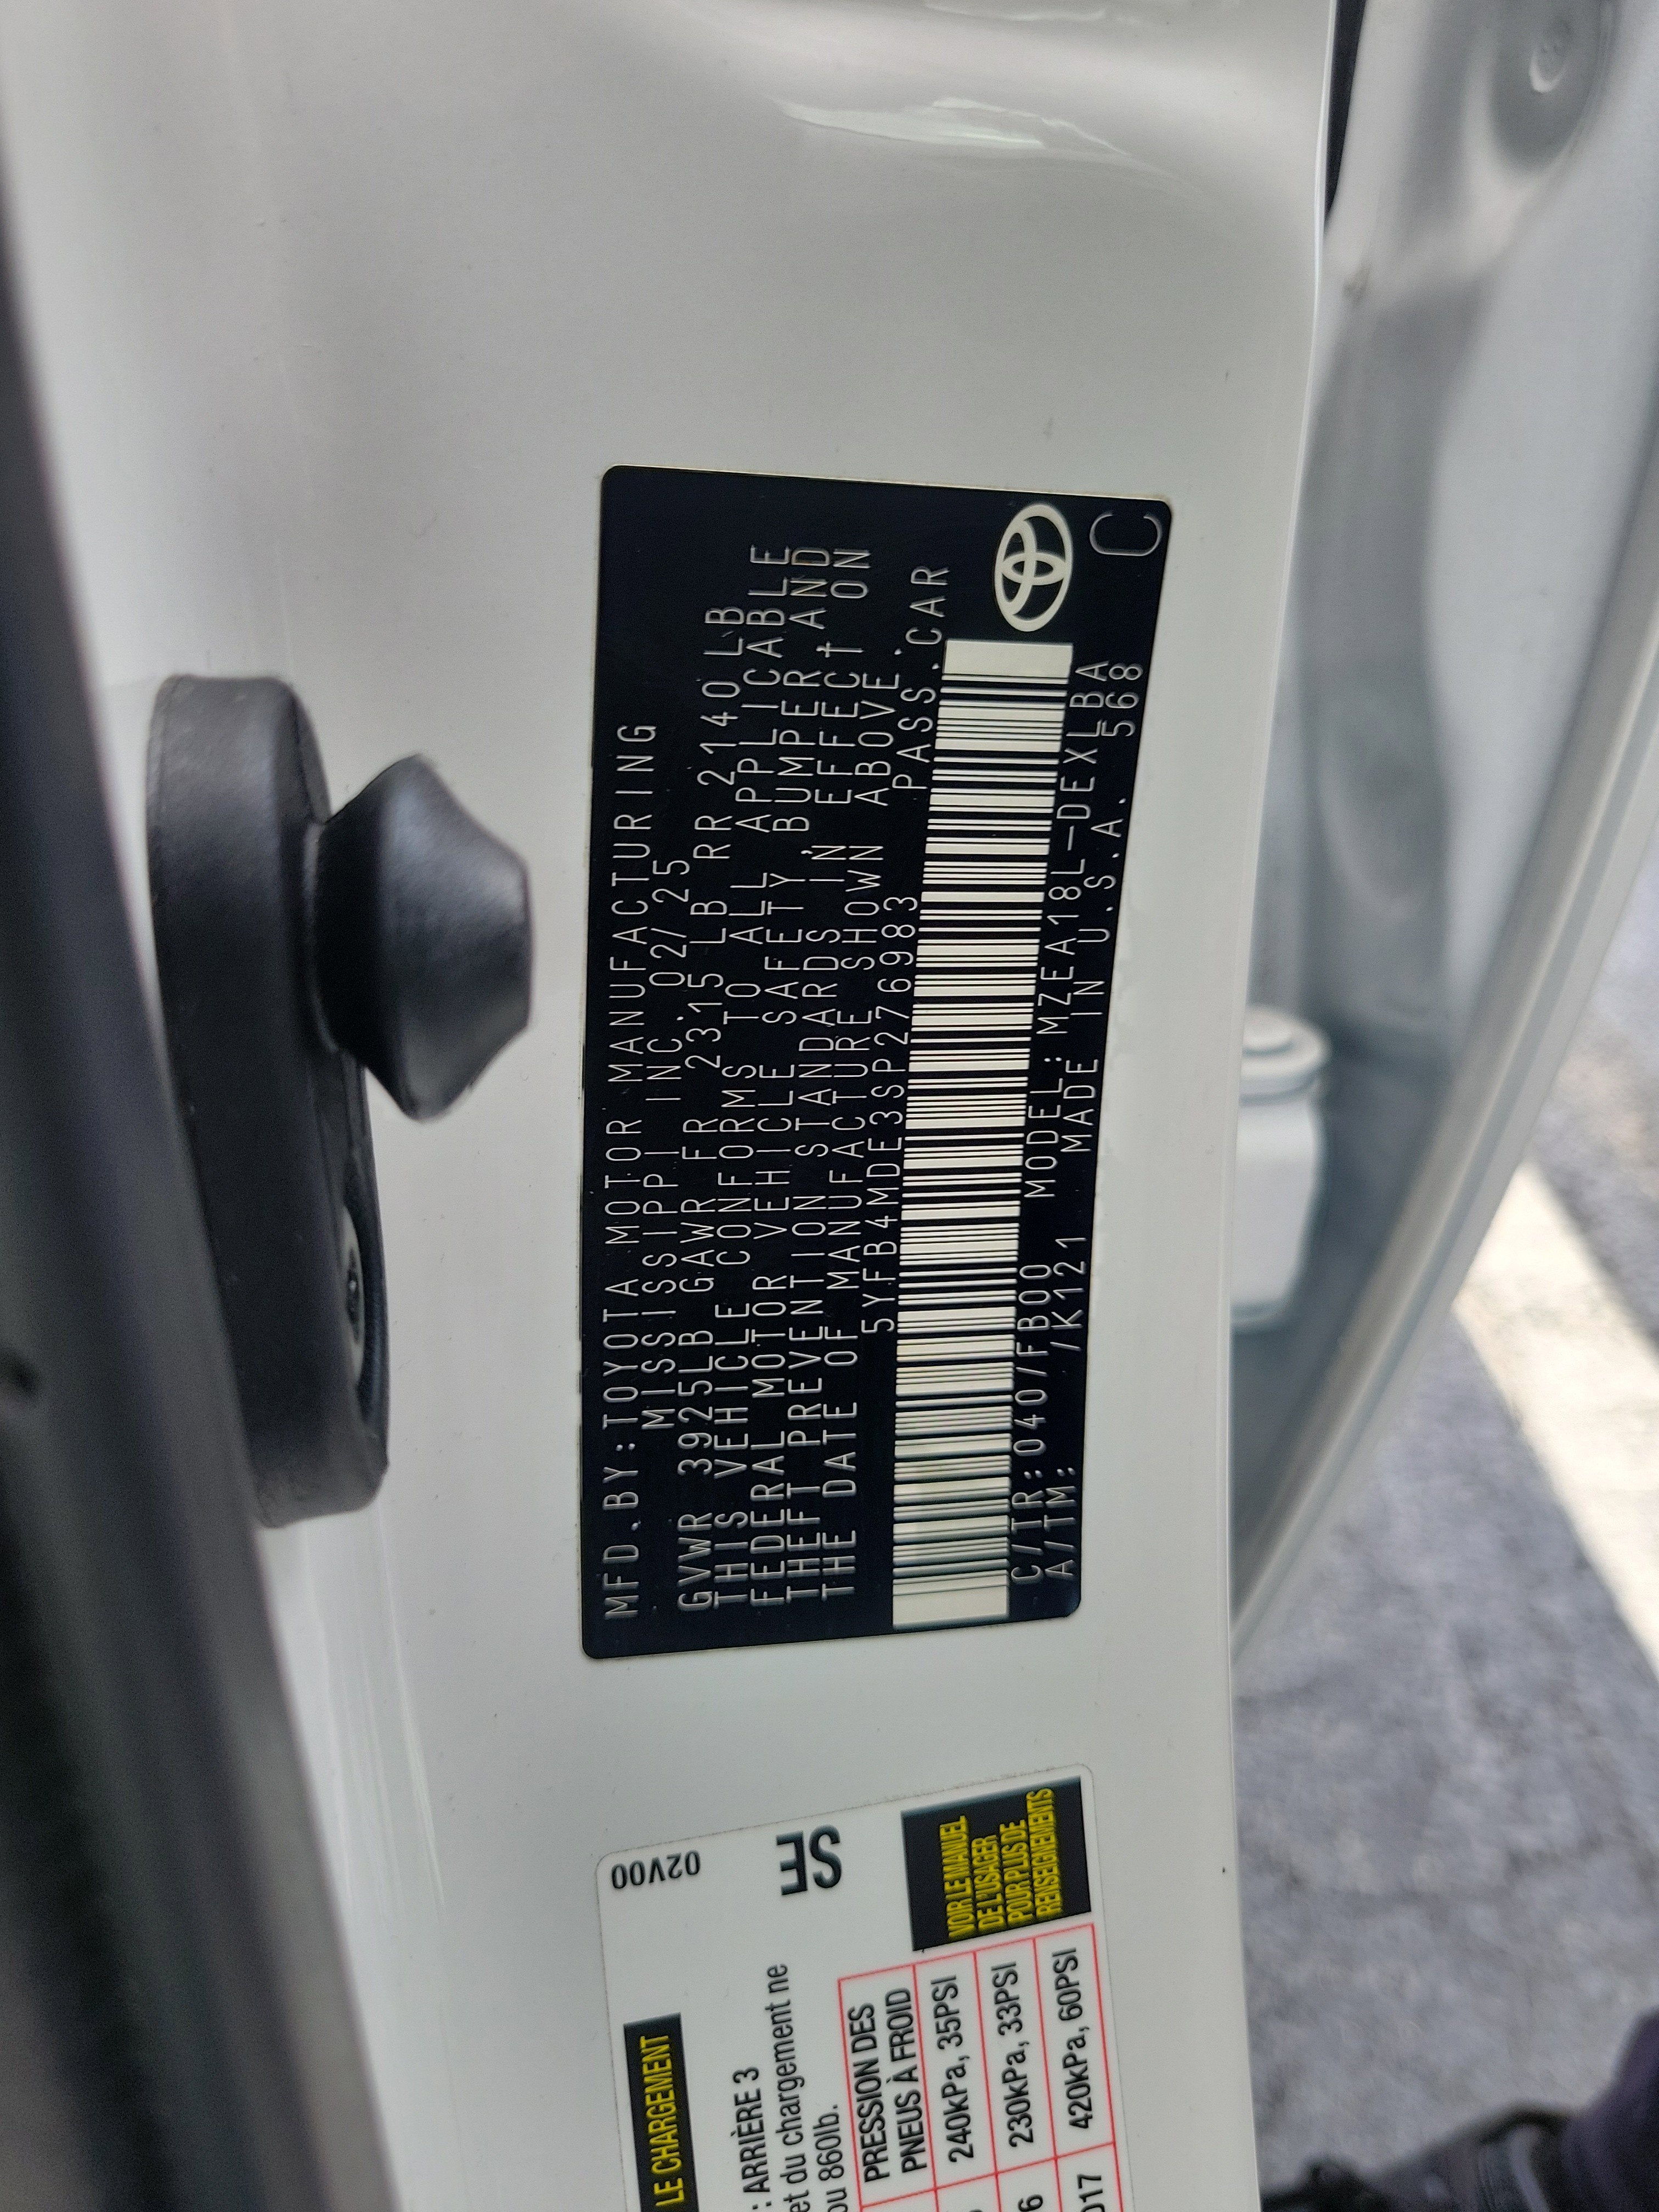 MFD.BY:TOYOTA MOTOR MANUFACTURING
MISSISSIPPI INC 02/25
GVWR 3925LB GAWR FR 2315 LB RR 2140 LB
THIS VEHICLE CONFORMS TO ALL APPLICABLE
FEDERAL MOTOR VEHICLE SAFETY, BUMPER, AND
THEFT PREVENTION STANDARDS IN EFFECT ON
THE DATE OF MANUFACTURE SHOWN ABOVE.
5YFB4MDE3SP276983 PASS.CAR
C/TR:040/FB00 MODEL:MZEA18L-DEXLBA
A/TM: /K121 MADE IN U.S.A. 568
C
02V00
SE
LE CHARGEMENT
: ARRIÈRE 3
et du chargement ne
ou 860lb.
PRESSION DES
PNEUS À FROID
240kPa, 35PSI
230kPa, 33PSI
420kPa, 60PSI
VOIR LE MANUEL
DE L'USAGER
POUR PLUS DE
RENSEIGNEMENTS